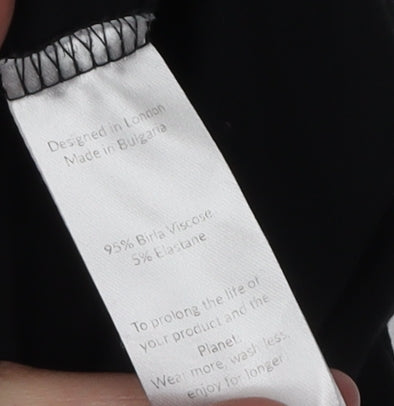 Designed in London
Made in Bulgaria
95% Birla Viscose
5% Elastane
To prolong the life of
your product and the
Planet:
Wear more, wash less,
enjoy for longer